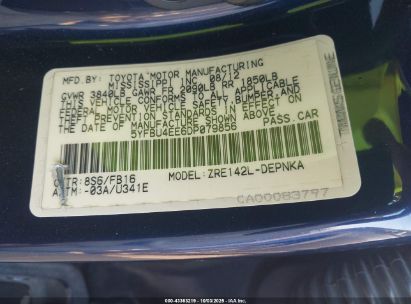 MFD. BY: TOYOTA MOTOR MANUFACTURING
MISSISSIPPI, INC. 08/12
GVWR 3840LB GAWR FR 2090LB RR 1850LB
THIS VEHICLE CONFORMS TO ALL APPLICABLE
FEDERAL MOTOR VEHICLE SAFETY, BUMPER, AND
THEFT PREVENTION STANDARDS IN EFFECT ON
THE DATE OF MANUFACTURE SHOWN ABOVE.
5YFBU4EE6DP079856 PASS. CAR
C/TR: 8S6/FB16 MODEL: ZRE142L-DEPNKA
A/TM: -03A/U341E
CA00083797